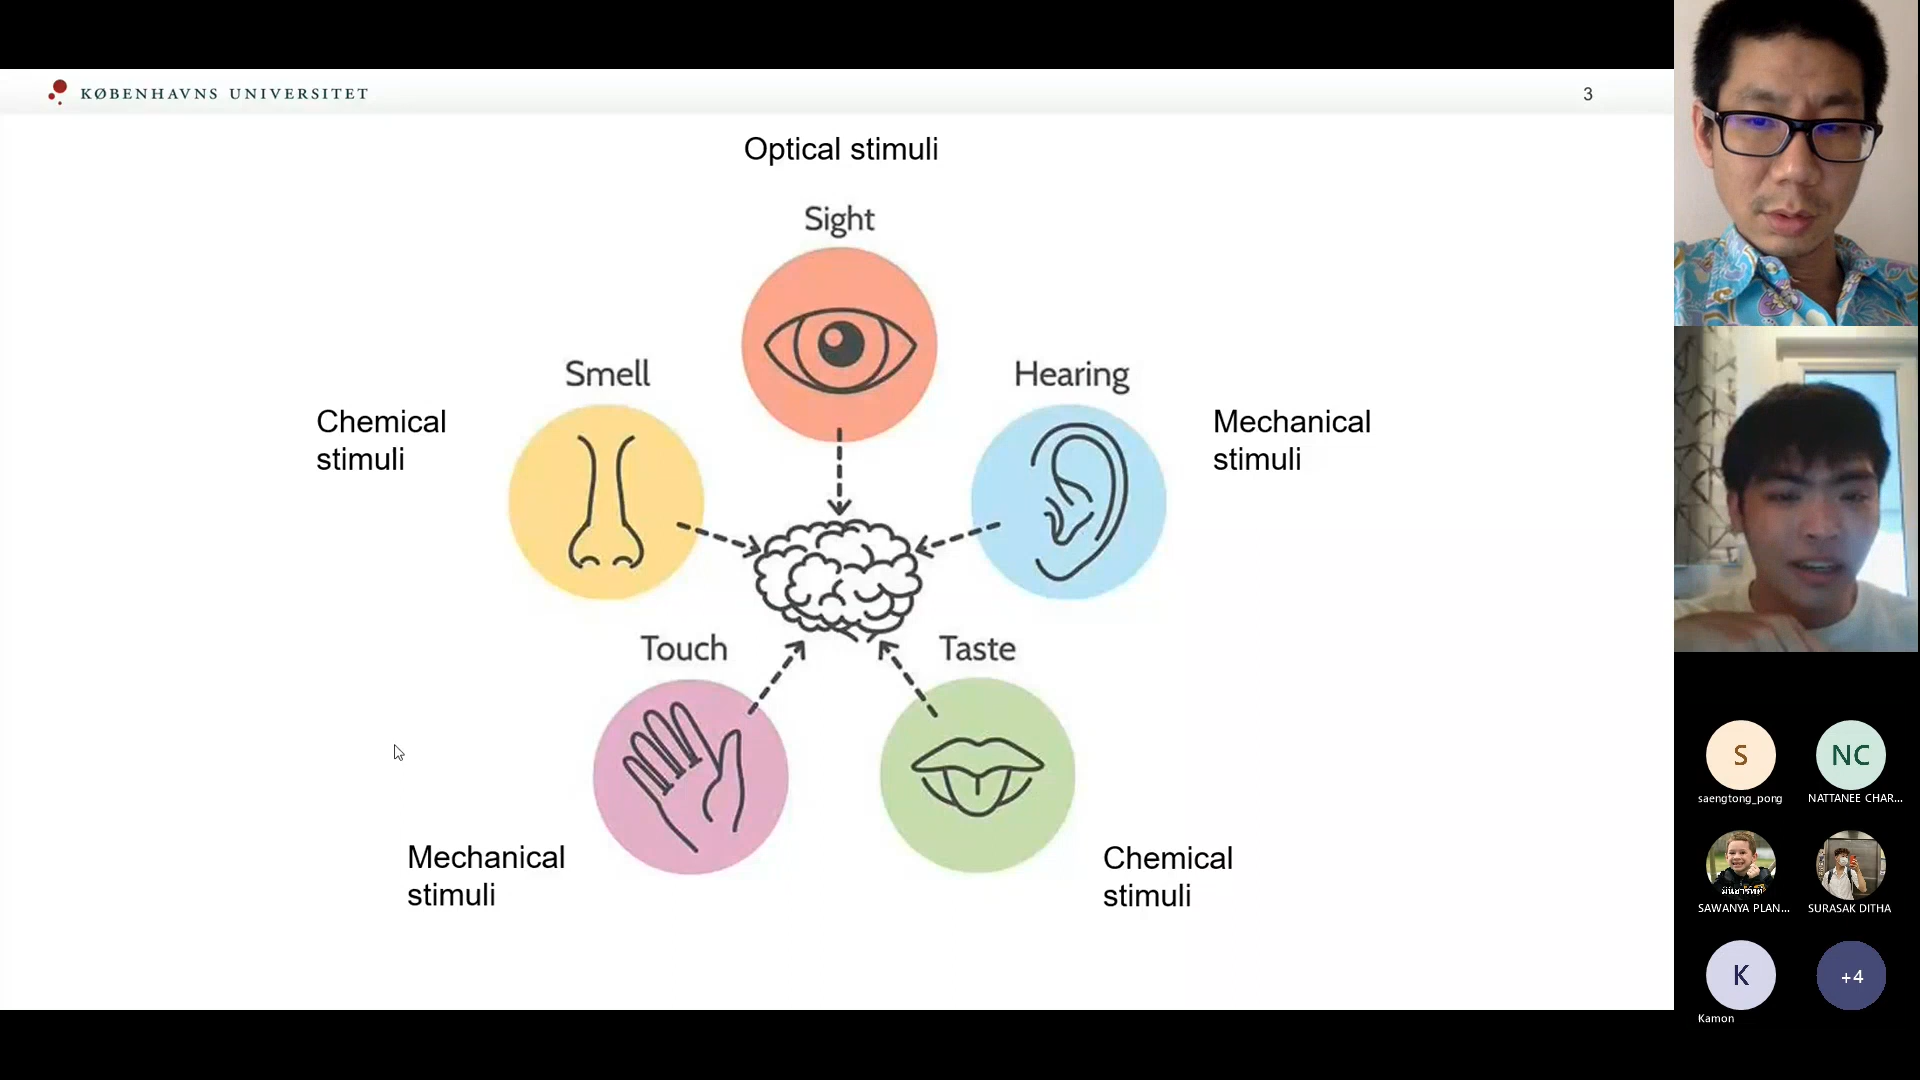 KØBENHAVNS UNIVERSITET
3
Optical stimuli
Sight
Smell
Hearing
Chemical
stimuli
Mechanical
stimuli
Touch
Taste
Mechanical
stimuli
Chemical
stimuli
S
NC
saengtong_pong
NATTANEE CHAR...
SAWANYA PLAN...
SURASAK DITHA
K
+4
Kamon